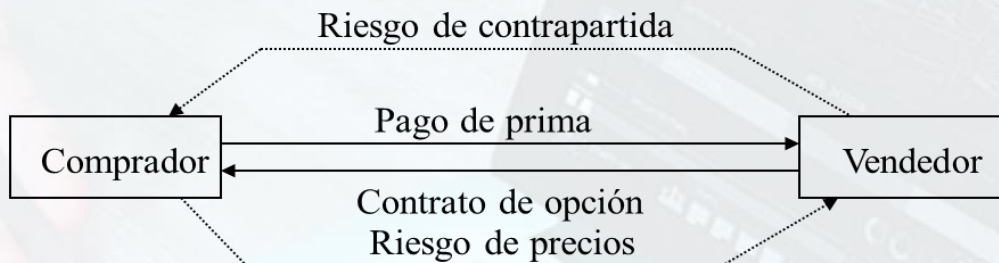 Riesgo de contrapartida
Pago de prima
Comprador
Vendedor
Contrato de opción
Riesgo de precios